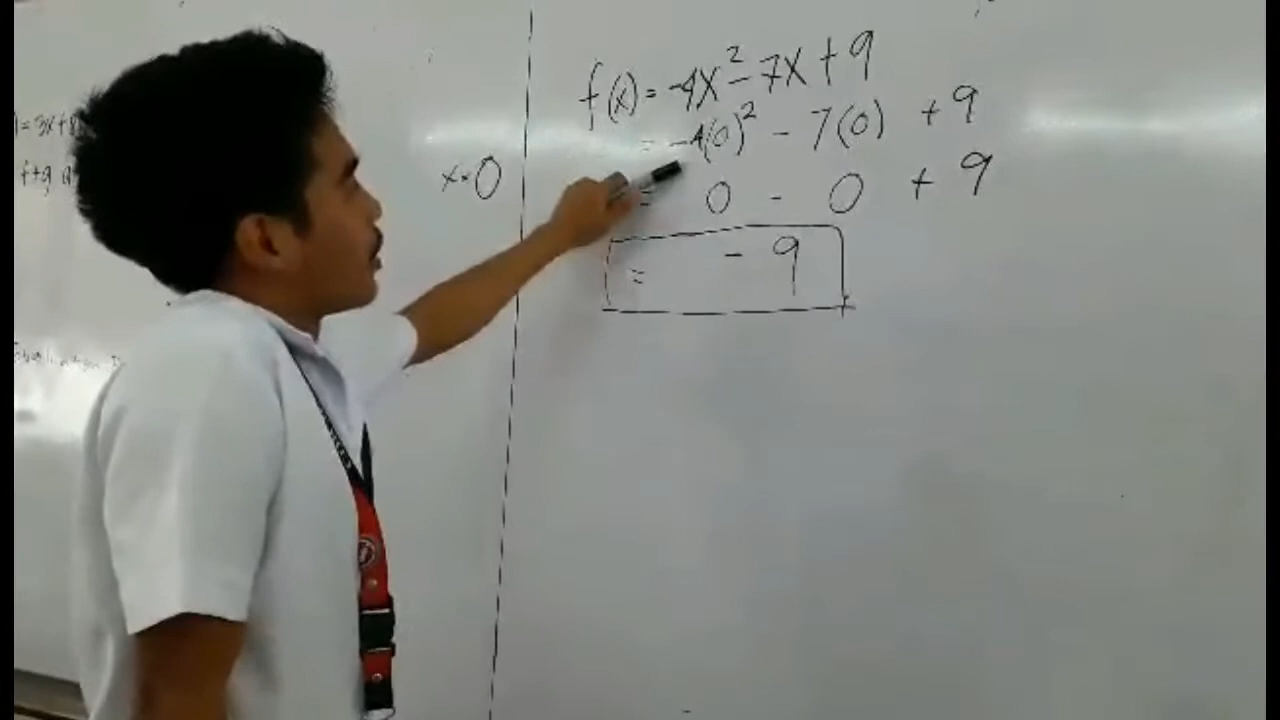 f(x) = -4x² - 7x + 9
= -4(0)² - 7(0) + 9
x = 0
= 0 - 0 + 9
= - 9